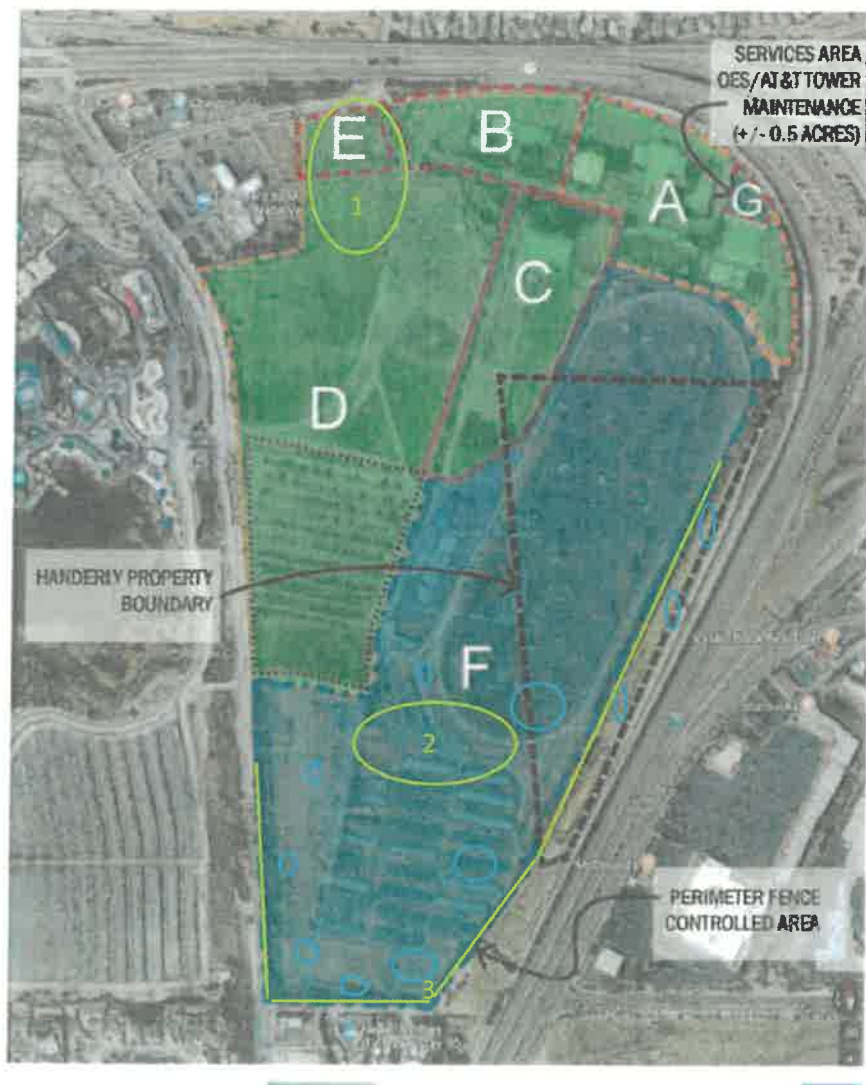 SERVICES AREA
OES/AT&T TOWER
MAINTENANCE
(+/- 0.5 ACRES)
E
B
A
G
1
C
D
HANDERLY PROPERTY
BOUNDARY
F
2
PERIMETER FENCE
CONTROLLED AREA
3